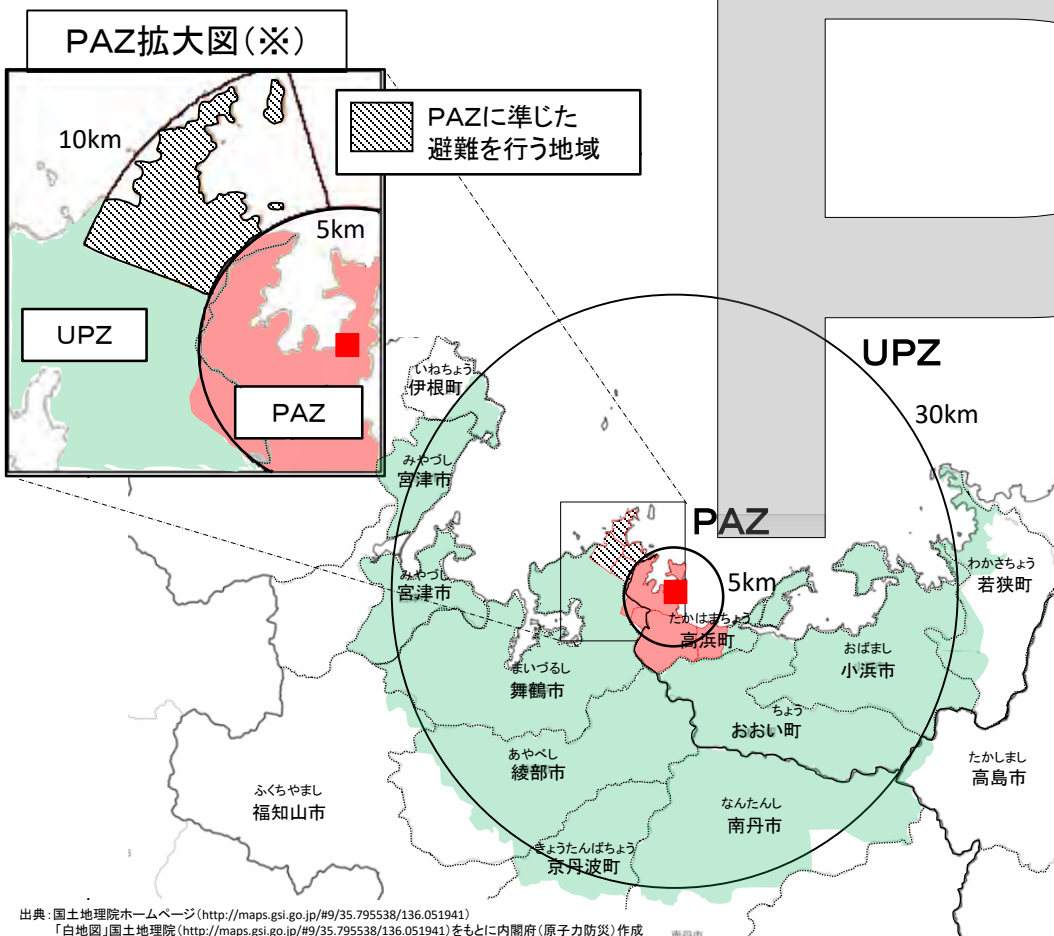 PAZ拡大図(※)
10km
PAZに準じた
避難を行う地域
5km
UPZ
PAZ
UPZ
30km
いねちょう
伊根町
みやづし
宮津市
PAZ
5km
みやづし
宮津市
わかさちょう
若狭町
たかはまちょう
高浜町
おばまし
小浜市
まいづるし
舞鶴市
ちょう
おおい町
あやべし
綾部市
たかしまし
高島市
ふくちやまし
福知山市
なんたんし
南丹市
きょうたんばちょう
京丹波町
出典:国土地理院ホームページ(http://maps.gsi.go.jp/#9/35.795538/136.051941)
「白地図」国土地理院(http://maps.gsi.go.jp/#9/35.795538/136.051941)をもとに内閣府(原子力防災)作成